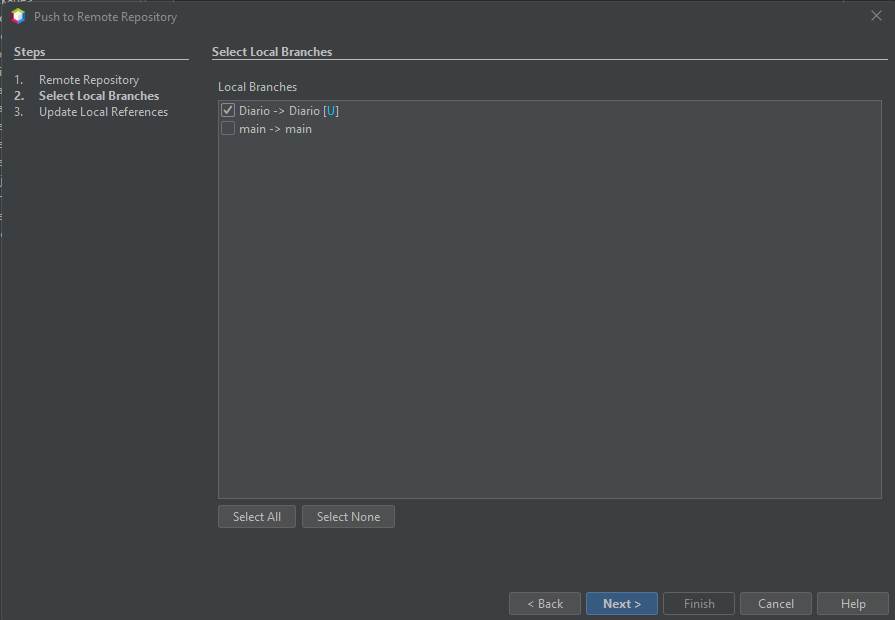 Push to Remote Repository
Steps
1. Remote Repository
2. Select Local Branches
3. Update Local References
Select Local Branches
Local Branches
Diario -> Diario [U]
main -> main
Select All
Select None
< Back
Next >
Finish
Cancel
Help